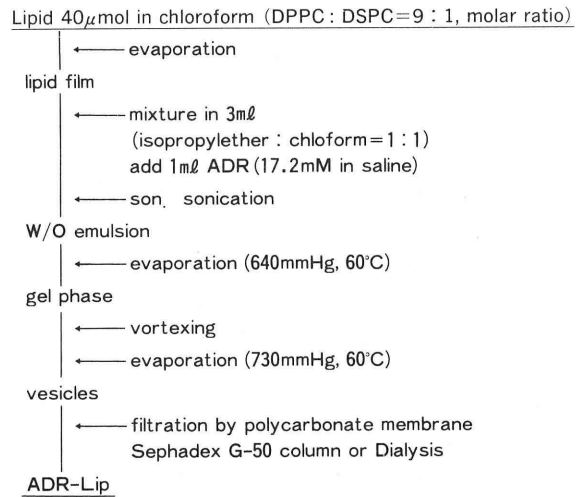 Lipid 40μmol in chloroform (DPPC : DSPC=9 : 1, molar ratio)
evaporation
lipid film
mixture in 3mℓ
(isopropylether : chloform=1 : 1)
add 1mℓ ADR (17.2mM in saline)
son. sonication
W/O emulsion
evaporation (640mmHg, 60℃)
gel phase
vortexing
evaporation (730mmHg, 60℃)
vesicles
filtration by polycarbonate membrane
Sephadex G-50 column or Dialysis
ADR-Lip